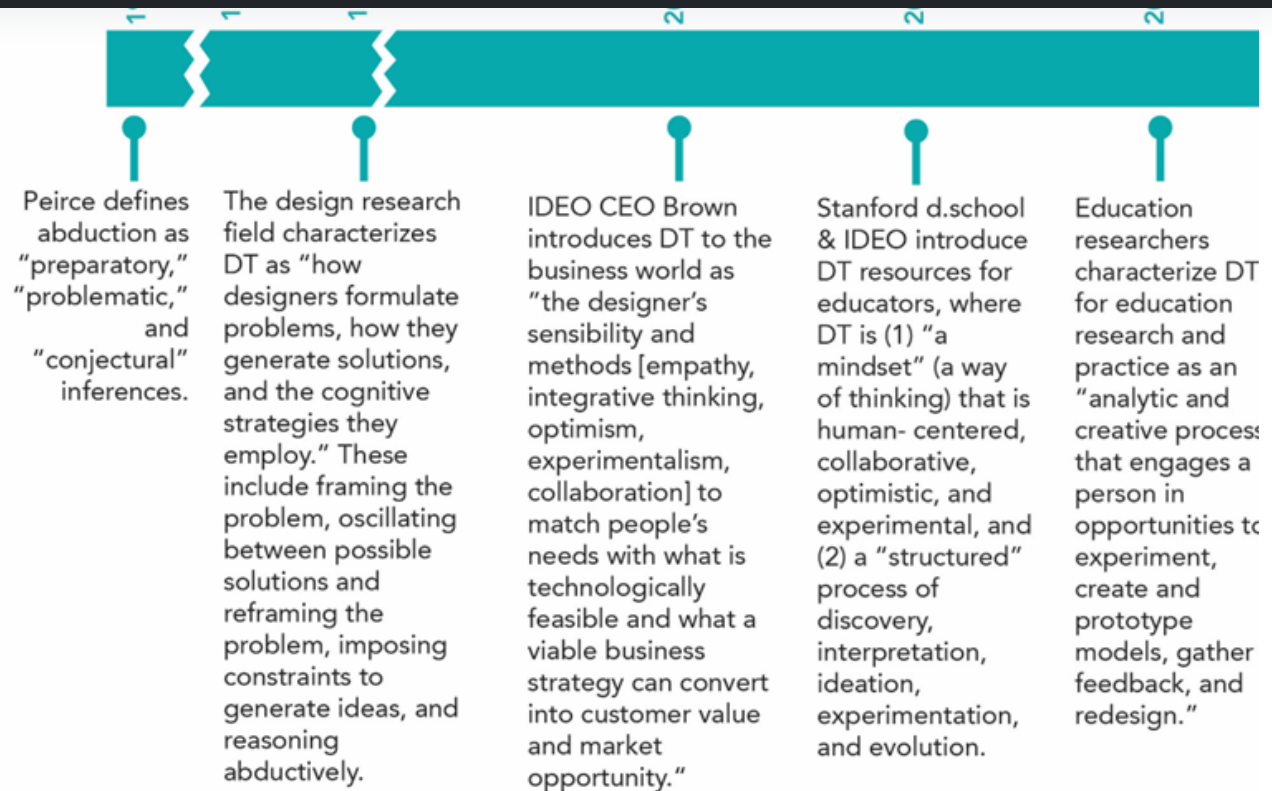 Peirce defines
abduction as
“preparatory,”
“problematic,”
and
“conjectural”
inferences.
The design research
field characterizes
DT as “how
designers formulate
problems, how they
generate solutions,
and the cognitive
strategies they
employ.” These
include framing the
problem, oscillating
between possible
solutions and
reframing the
problem, imposing
constraints to
generate ideas, and
reasoning
abductively.
IDEO CEO Brown
introduces DT to the
business world as
”the designer’s
sensibility and
methods [empathy,
integrative thinking,
optimism,
experimentalism,
collaboration] to
match people’s
needs with what is
technologically
feasible and what a
viable business
strategy can convert
into customer value
and market
opportunity.“
Stanford d.school
& IDEO introduce
DT resources for
educators, where
DT is (1) “a
mindset” (a way
of thinking) that is
human- centered,
collaborative,
optimistic, and
experimental, and
(2) a “structured”
process of
discovery,
interpretation,
ideation,
experimentation,
and evolution.
Education
researchers
characterize DT
for education
research and
practice as an
“analytic and
creative process
that engages a
person in
opportunities to
experiment,
create and
prototype
models, gather
feedback, and
redesign.”